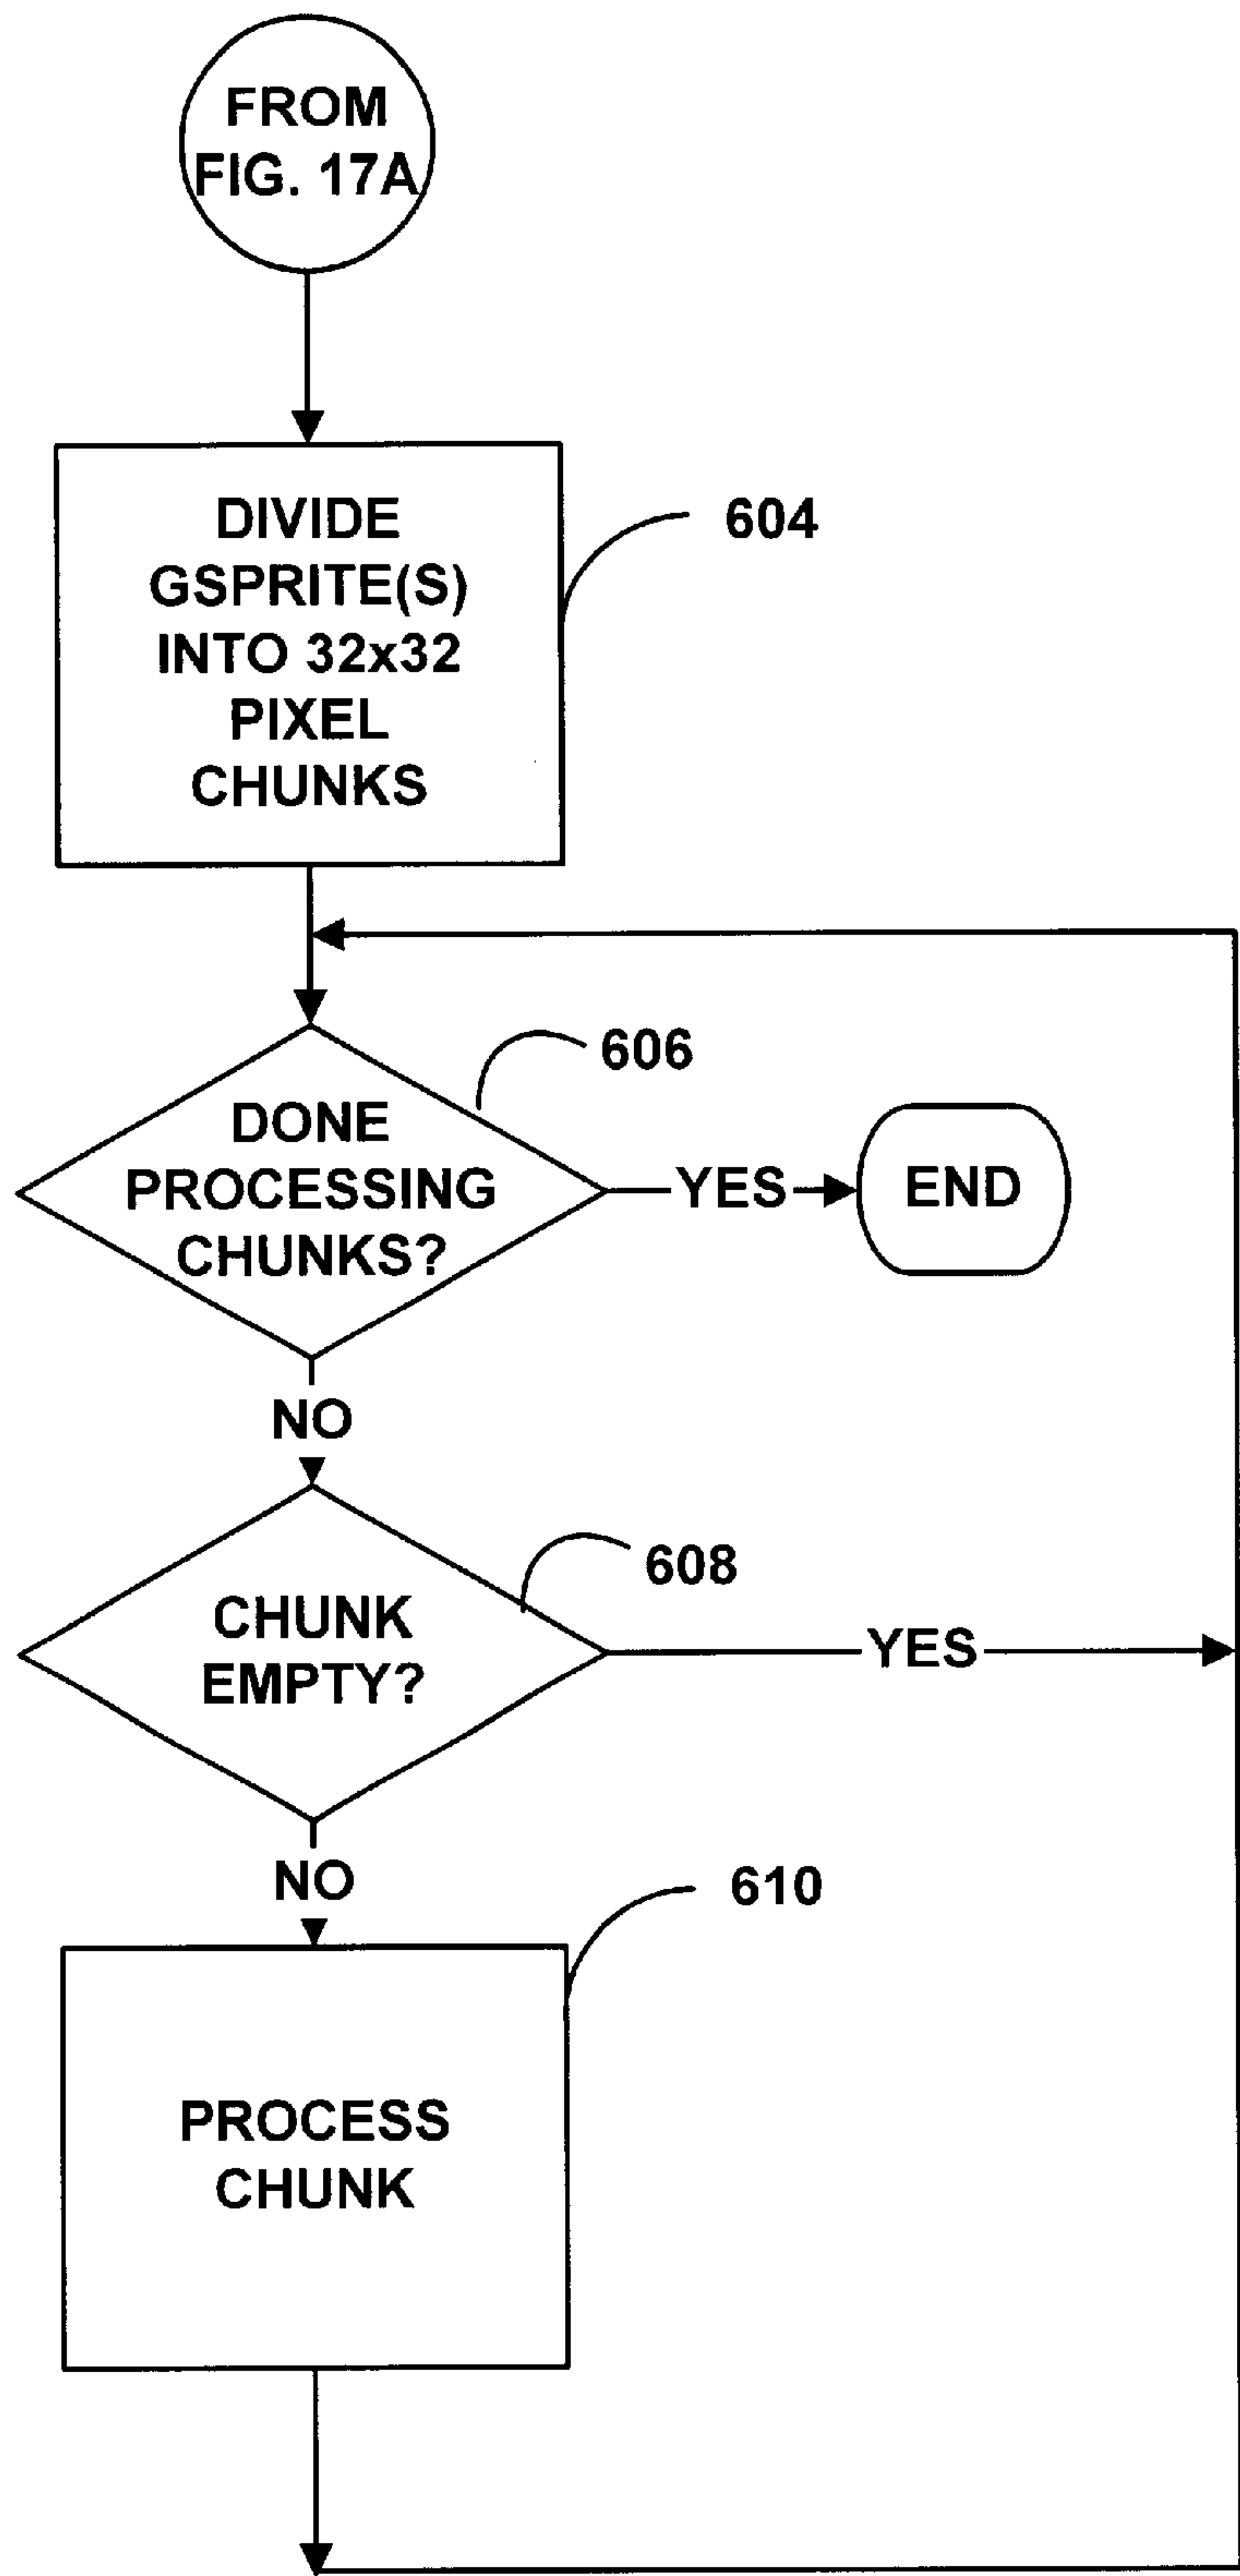 FROM
FIG. 17A
DIVIDE
GSPRITE(S)
INTO 32x32
PIXEL
CHUNKS
604
606
DONE
PROCESSING
CHUNKS?
YES
END
NO
608
CHUNK
EMPTY?
YES
NO
610
PROCESS
CHUNK